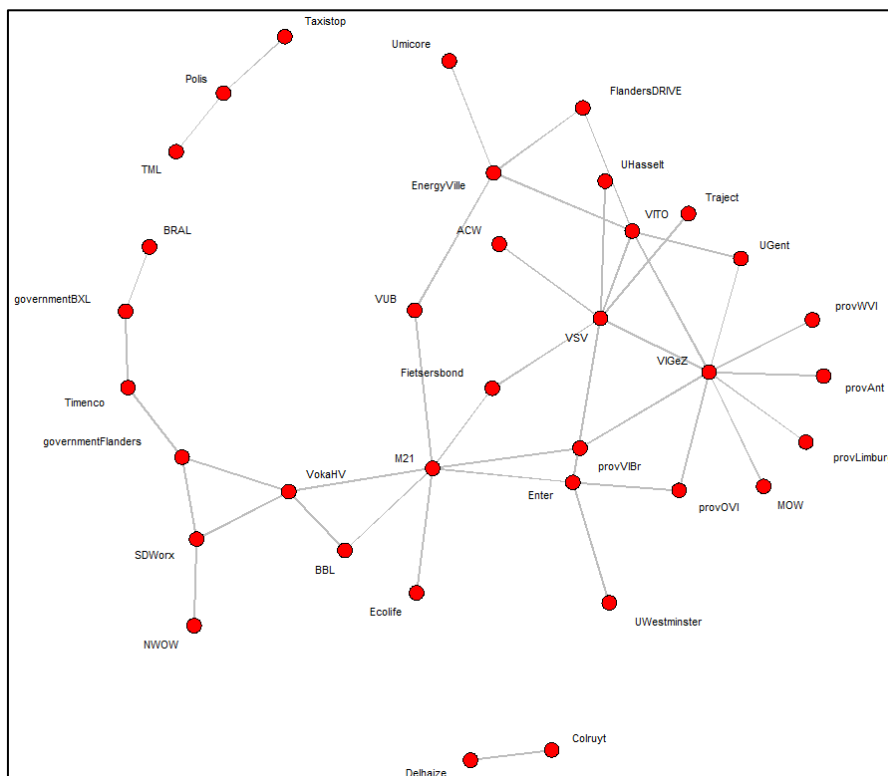 Taxistop
Umicore
Polis
FlandersDRIVE
TML
EnergyVille
UHasselt
VITO
Traject
BRAL
ACW
UGent
governmentBXL
VUB
provWVl
VSV
VIGeZ
Fietsersbond
provAnt
Timenco
governmentFlanders
M21
provLimburg
VokaHV
provVlBr
Enter
provOVl
MOW
SDWorx
BBL
Ecolife
UWestminster
NWOW
Colruyt
Delhaize